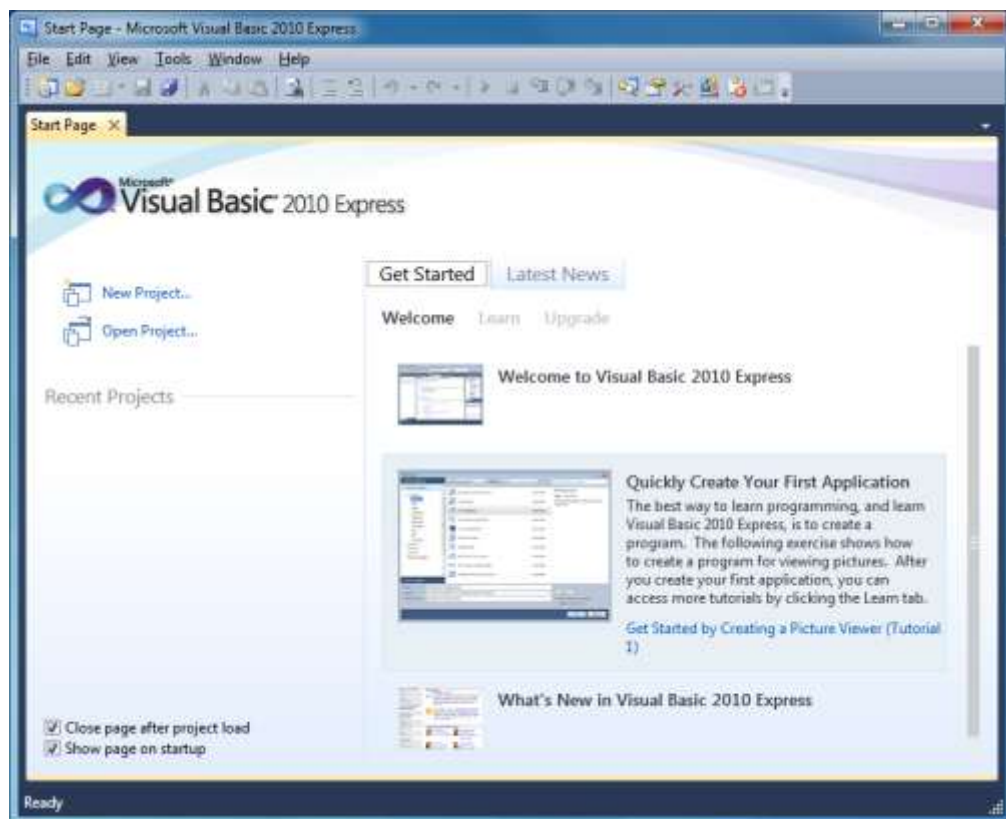 Start Page - Microsoft Visual Basic 2010 Express
File Edit View Tools Window Help
Start Page
Microsoft®
Visual Basic® 2010 Express
New Project...
Open Project...
Recent Projects
Close page after project load
Show page on startup
Get Started Latest News
Welcome Learn Upgrade
Welcome to Visual Basic 2010 Express
Quickly Create Your First Application
The best way to learn programming, and learn
Visual Basic 2010 Express, is to create a
program. The following exercise shows how
to create a program for viewing pictures. After
you create your first application, you can
access more tutorials by clicking the Learn tab.
Get Started by Creating a Picture Viewer (Tutorial
1)
What's New in Visual Basic 2010 Express
Ready